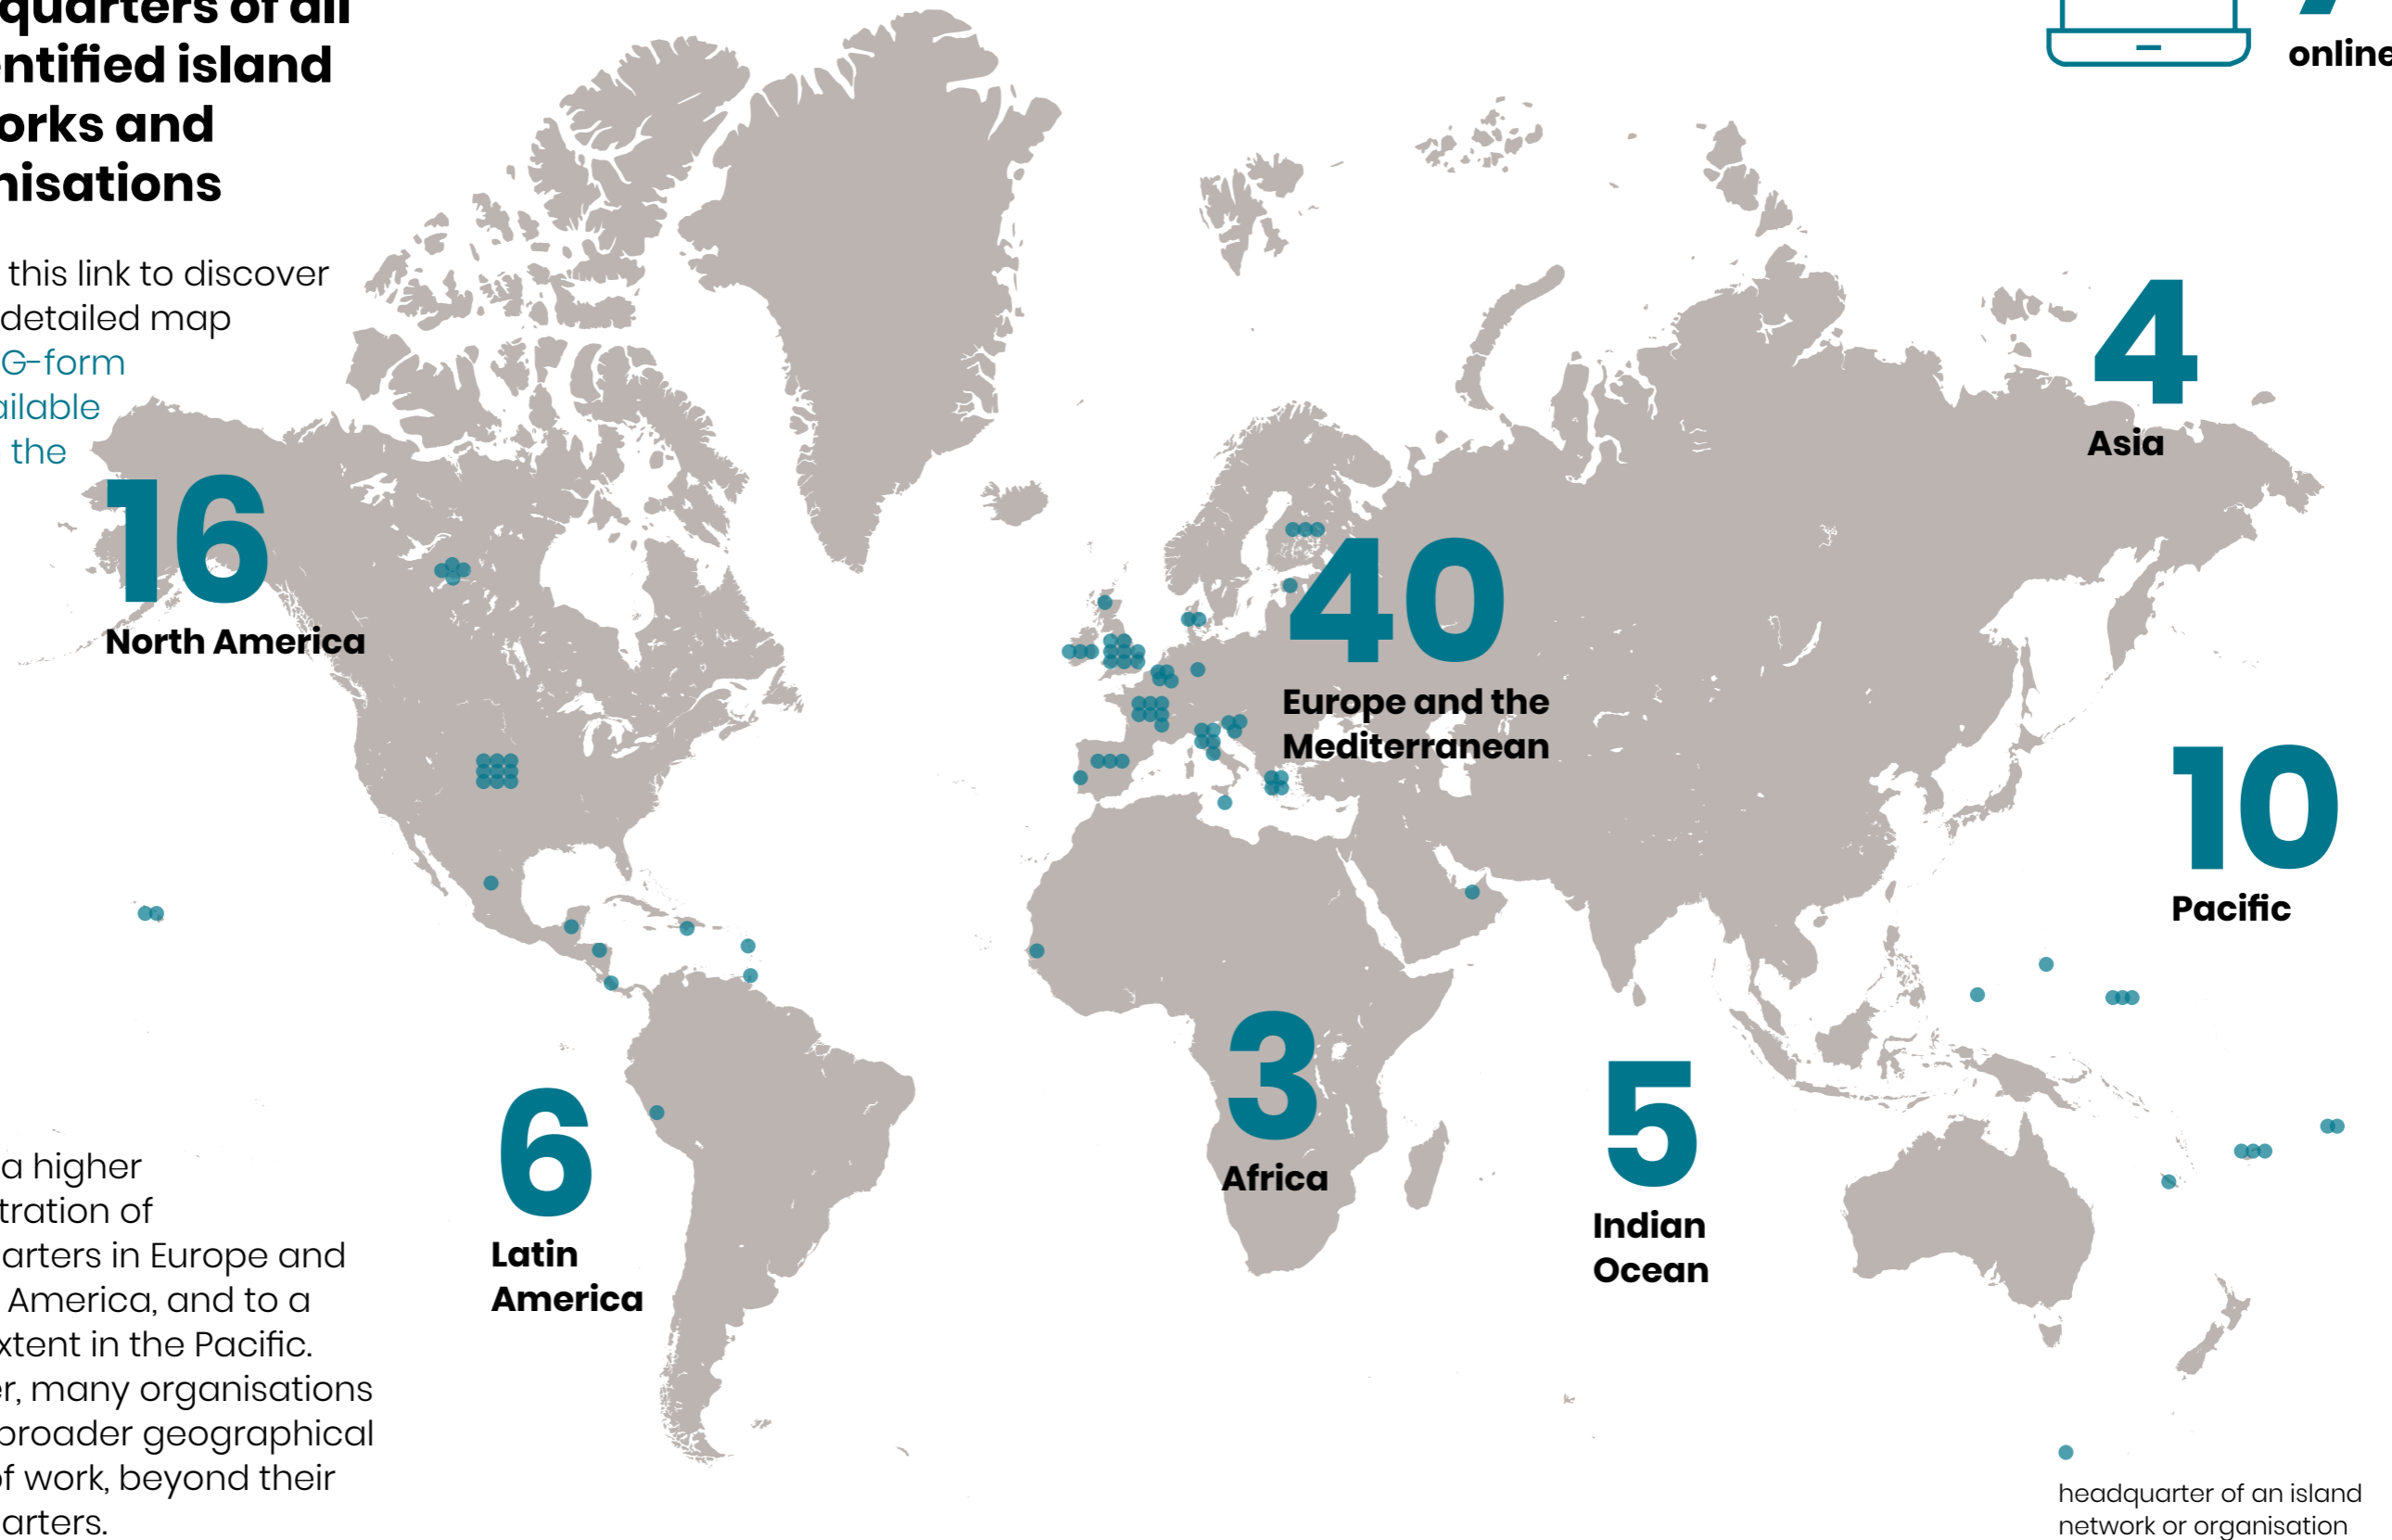 quarters of all
entified island
orks and
nisations
this link to discover
detailed map
G-form
ailable
the
online
4
Asia
16
North America
40
Europe and the
Mediterranean
10
Pacific
3
Africa
5
Indian
Ocean
6
Latin
America
a higher
tration of
arters in Europe and
America, and to a
xtent in the Pacific.
er, many organisations
broader geographical
of work, beyond their
arters.
headquarter of an island
network or organisation